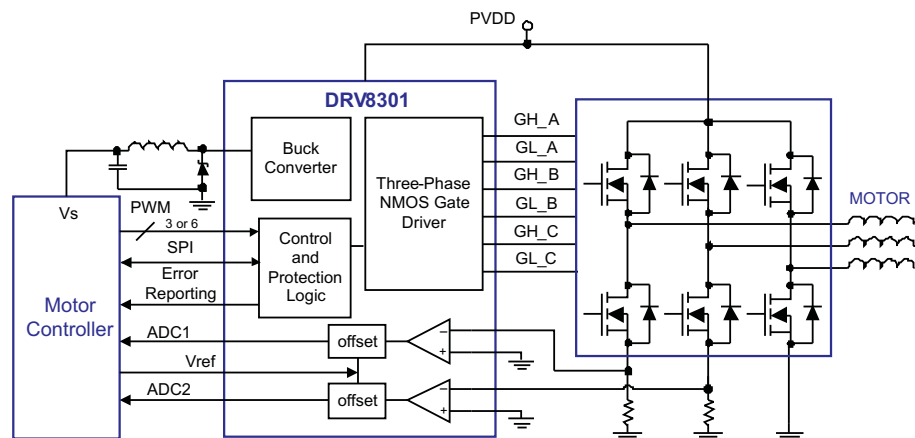 PVDD
DRV8301
GH_A
GL_A
GH_B
GL_B
GH_C
GL_C
Buck
Converter
Three-Phase
NMOS Gate
Driver
MOTOR
Vs
PWM
3 or 6
SPI
Error
Reporting
Control
and
Protection
Logic
Motor
Controller
ADC1
offset
−
+
Vref
ADC2
offset
−
+